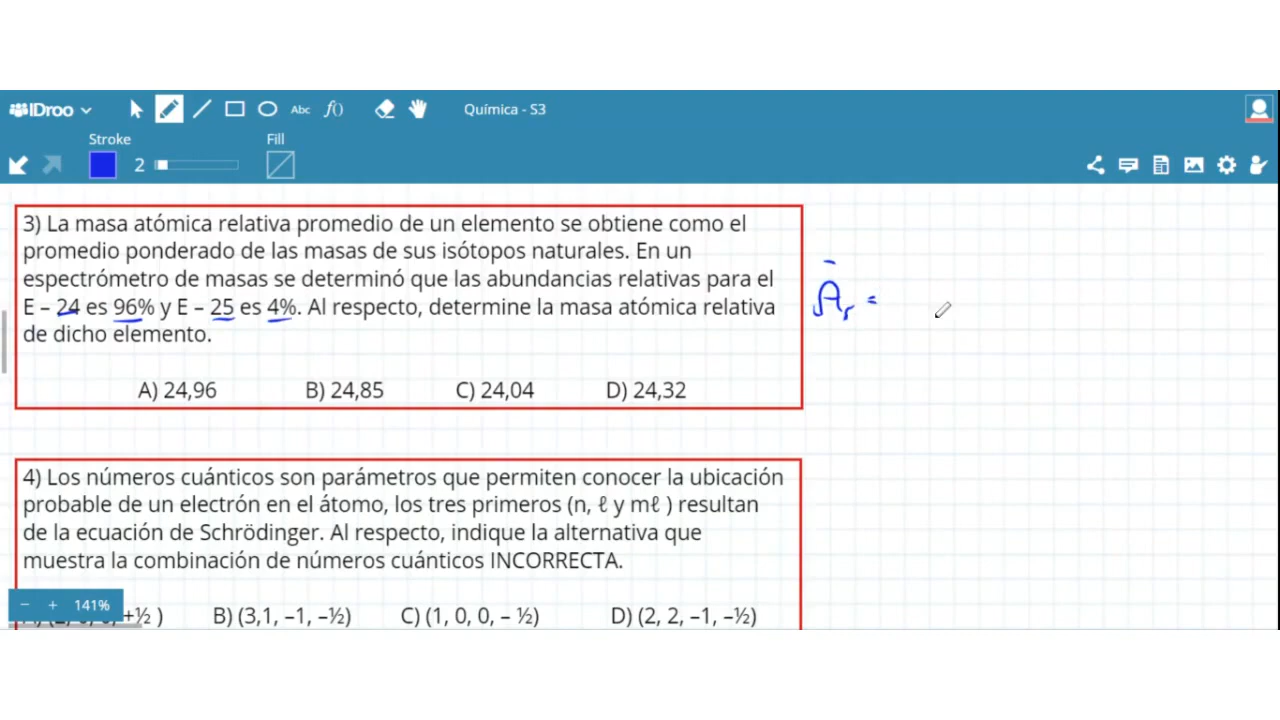 IDroo
Abc
f()
Química - S3
Stroke
Fill
2
3) La masa atómica relativa promedio de un elemento se obtiene como el
promedio ponderado de las masas de sus isótopos naturales. En un
espectrómetro de masas se determinó que las abundancias relativas para el
E – 24 es 96% y E – 25 es 4%. Al respecto, determine la masa atómica relativa
de dicho elemento.
Ār =
A) 24,96 B) 24,85 C) 24,04 D) 24,32
4) Los números cuánticos son parámetros que permiten conocer la ubicación
probable de un electrón en el átomo, los tres primeros (n, ℓ y mℓ ) resultan
de la ecuación de Schrödinger. Al respecto, indique la alternativa que
muestra la combinación de números cuánticos INCORRECTA.
− + 141%
+½ ) B) (3,1, –1, –½) C) (1, 0, 0, – ½) D) (2, 2, –1, –½)